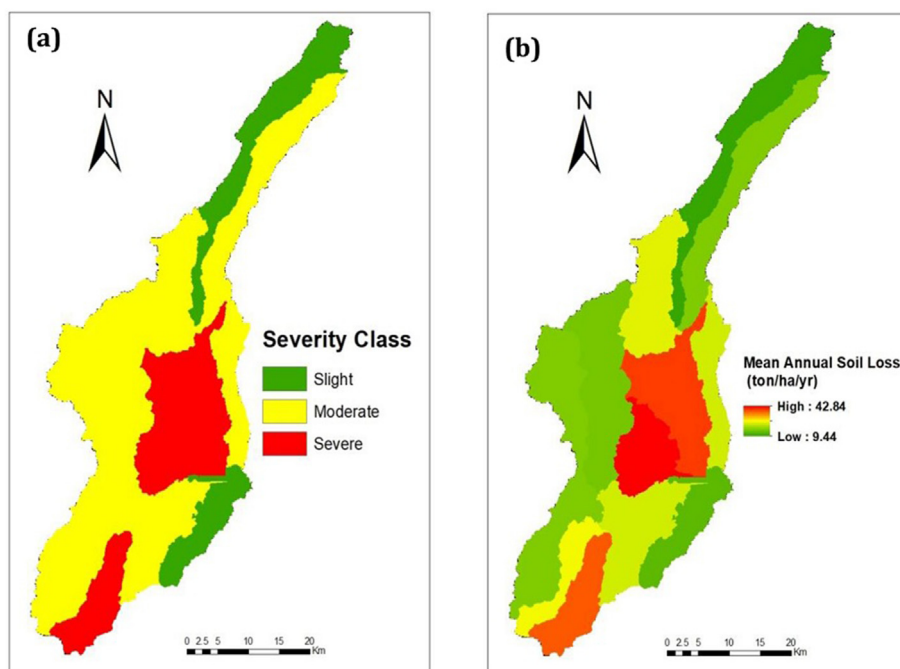 (a)
N
Severity Class
Slight
Moderate
Severe
0 2.5 5 10 15 20
Km
(b)
N
Mean Annual Soil Loss
(ton/ha/yr)
High : 42.84
Low : 9.44
0 2.5 5 10 15 20
Km